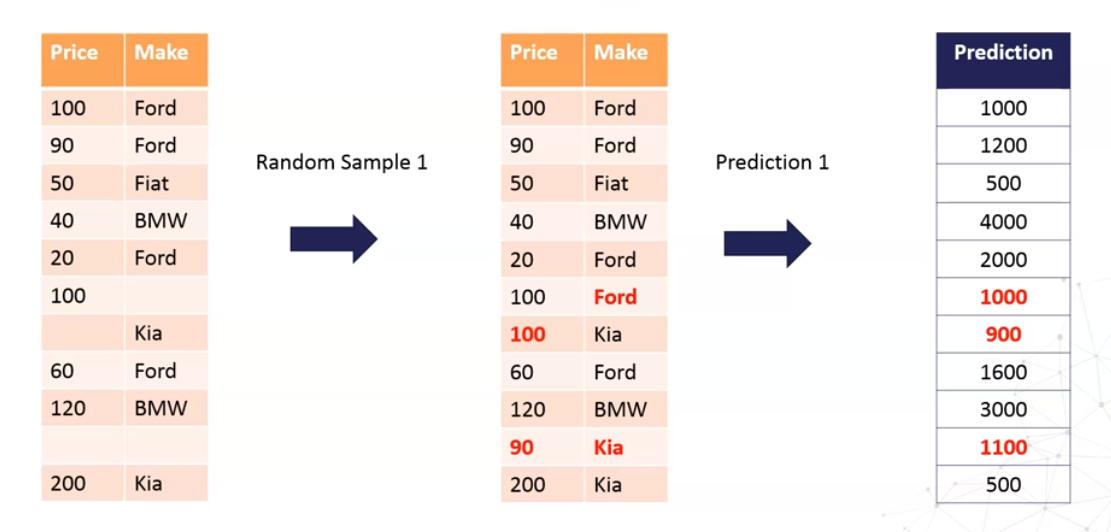 Price Make
100 Ford
90 Ford
50 Fiat
40 BMW
20 Ford
100
Kia
60 Ford
120 BMW
200 Kia
Random Sample 1
Price Make
100 Ford
90 Ford
50 Fiat
40 BMW
20 Ford
100 Ford
100 Kia
60 Ford
120 BMW
90 Kia
200 Kia
Prediction 1
Prediction
1000
1200
500
4000
2000
1000
900
1600
3000
1100
500